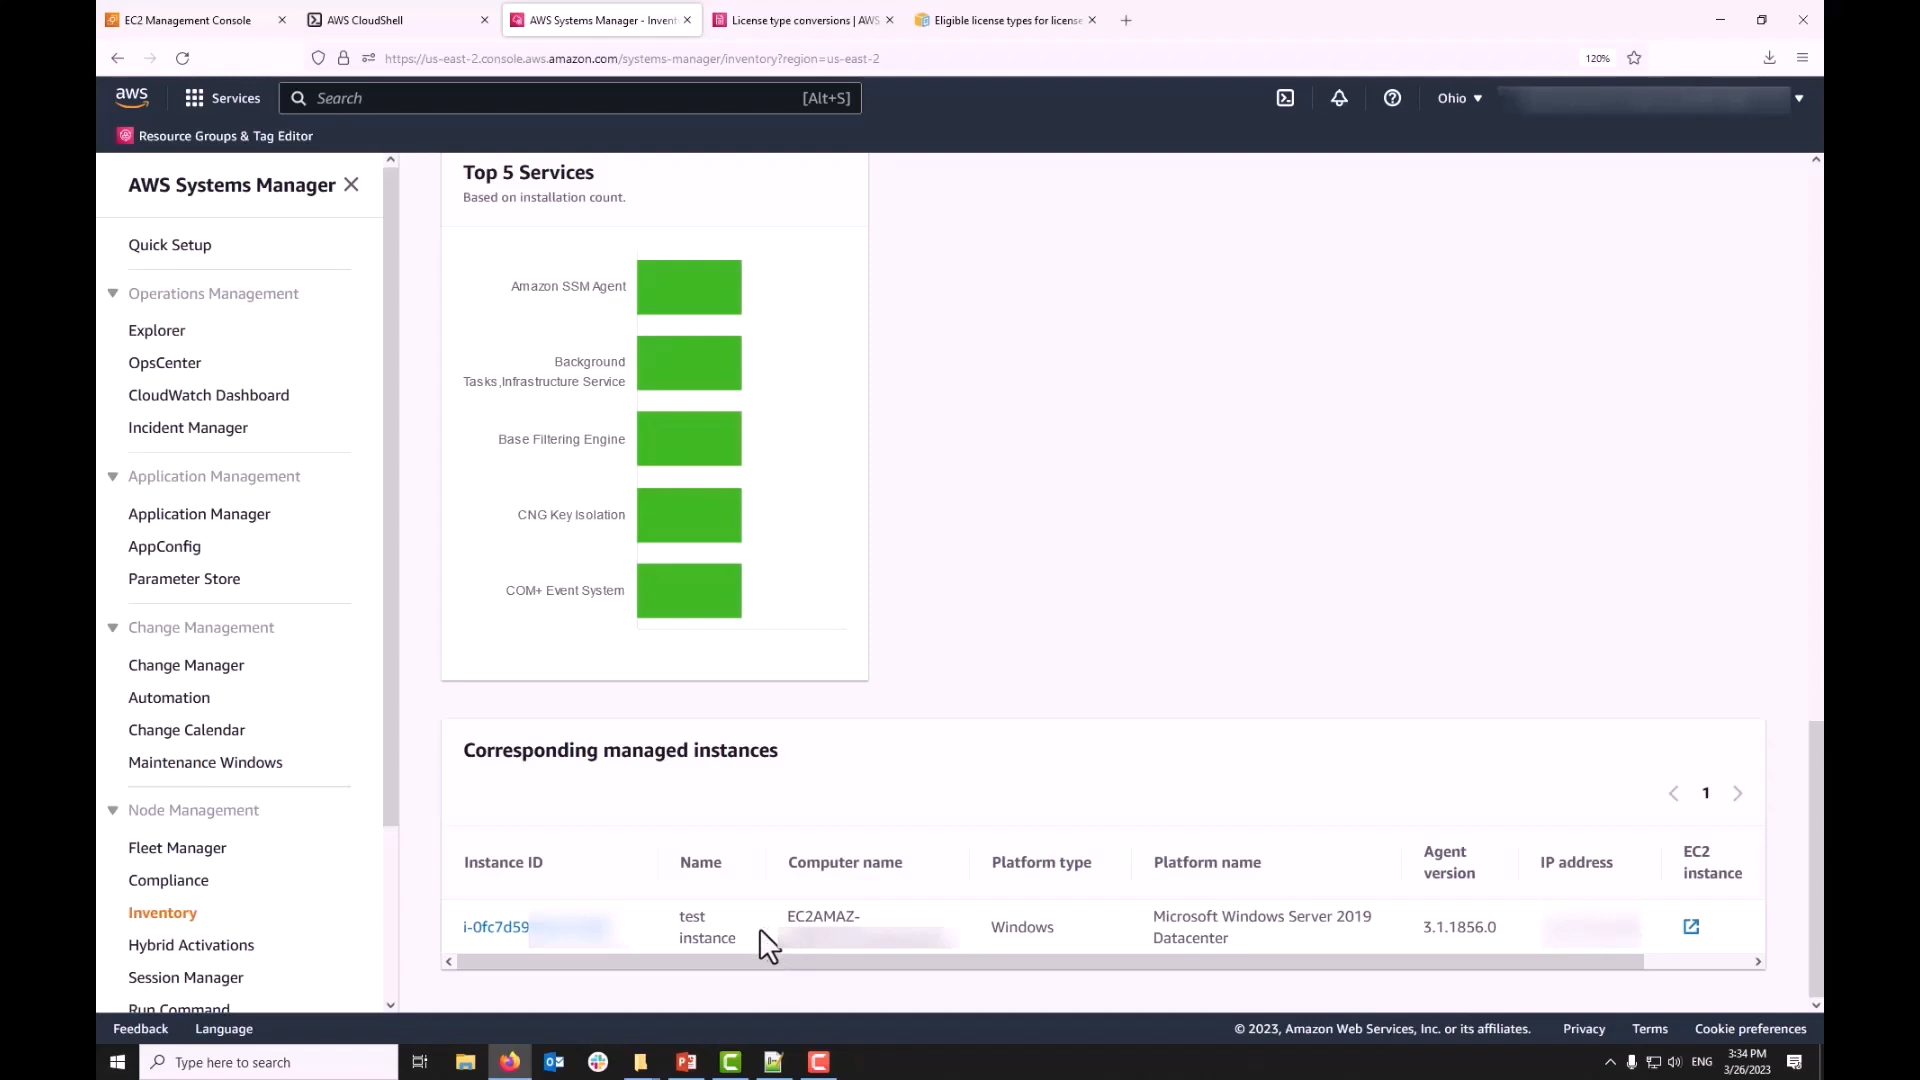 EC2 Management Console
AWS CloudShell
AWS Systems Manager - Invent
License type conversions | AWS
Eligible license types for license
https://us-east-2.console.aws.amazon.com/systems-manager/inventory?region=us-east-2
120%
aws
Services
Search
[Alt+S]
Ohio
Resource Groups & Tag Editor
AWS Systems Manager
Quick Setup
Operations Management
Explorer
OpsCenter
CloudWatch Dashboard
Incident Manager
Application Management
Application Manager
AppConfig
Parameter Store
Change Management
Change Manager
Automation
Change Calendar
Maintenance Windows
Node Management
Fleet Manager
Compliance
Inventory
Hybrid Activations
Session Manager
Run Command
Top 5 Services
Based on installation count.
Amazon SSM Agent
Background
Tasks,Infrastructure Service
Base Filtering Engine
CNG Key Isolation
COM+ Event System
Corresponding managed instances
1
Instance ID
Name
Computer name
Platform type
Platform name
Agent
version
IP address
EC2
instance
i-0fc7d59
test
instance
EC2AMAZ-
Windows
Microsoft Windows Server 2019
Datacenter
3.1.1856.0
Feedback
Language
© 2023, Amazon Web Services, Inc. or its affiliates.
Privacy
Terms
Cookie preferences
Type here to search
ENG
3:34 PM
3/26/2023